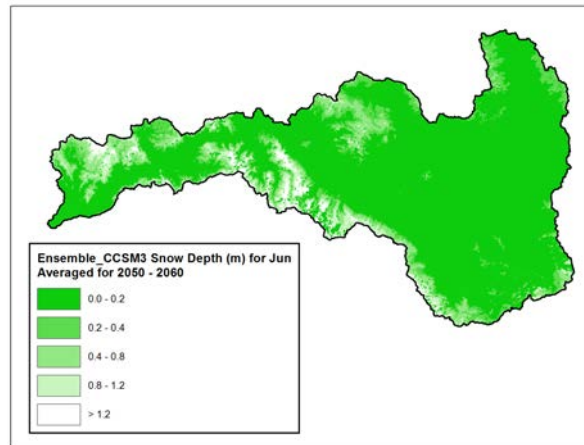 Ensemble_CCSM3 Snow Depth (m) for Jun
Averaged for 2050 - 2060
0.0 - 0.2
0.2 - 0.4
0.4 - 0.8
0.8 - 1.2
> 1.2